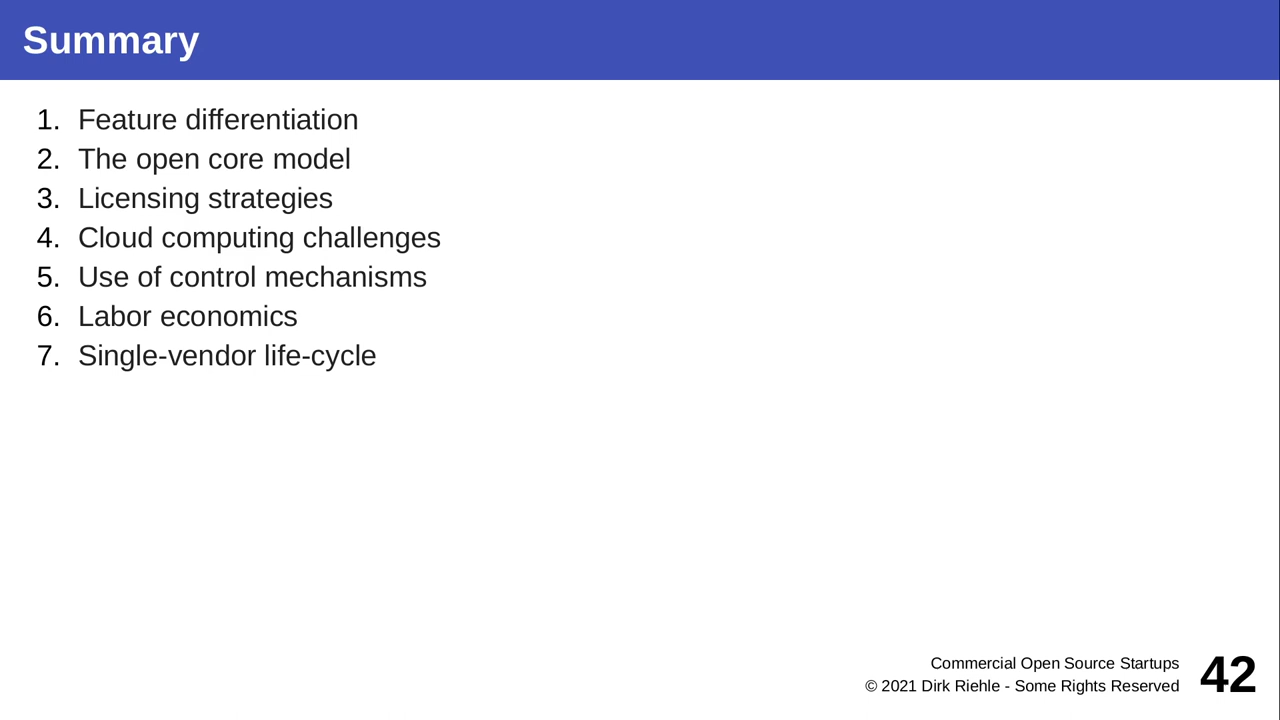 Summary
1. Feature differentiation
2. The open core model
3. Licensing strategies
4. Cloud computing challenges
5. Use of control mechanisms
6. Labor economics
7. Single-vendor life-cycle
Commercial Open Source Startups
© 2021 Dirk Riehle - Some Rights Reserved
42